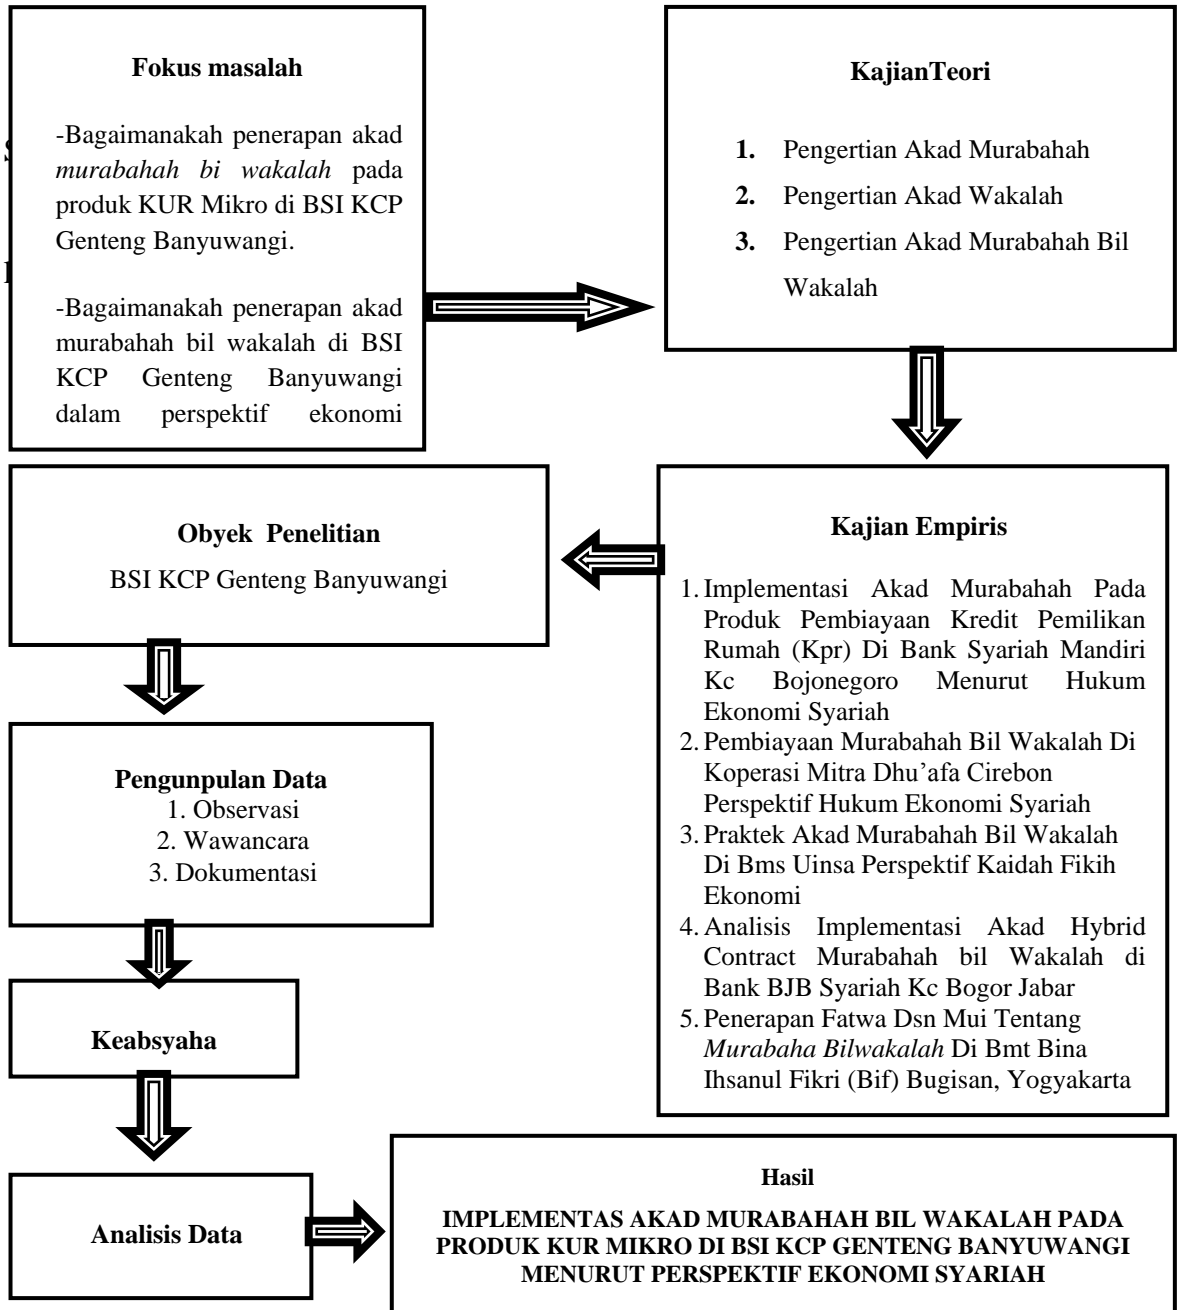 Fokus masalah
-Bagaimanakah penerapan akad
murabahah bi wakalah pada
produk KUR Mikro di BSI KCP
Genteng Banyuwangi.
-Bagaimanakah penerapan akad
murabahah bil wakalah di BSI
KCP Genteng Banyuwangi
dalam perspektif ekonomi
KajianTeori
1. Pengertian Akad Murabahah
2. Pengertian Akad Wakalah
3. Pengertian Akad Murabahah Bil
Wakalah
Kajian Empiris
1. Implementasi Akad Murabahah Pada
Produk Pembiayaan Kredit Pemilikan
Rumah (Kpr) Di Bank Syariah Mandiri
Kc Bojonegoro Menurut Hukum
Ekonomi Syariah
2. Pembiayaan Murabahah Bil Wakalah Di
Koperasi Mitra Dhu’afa Cirebon
Perspektif Hukum Ekonomi Syariah
3. Praktek Akad Murabahah Bil Wakalah
Di Bms Uinsa Perspektif Kaidah Fikih
Ekonomi
4. Analisis Implementasi Akad Hybrid
Contract Murabahah bil Wakalah di
Bank BJB Syariah Kc Bogor Jabar
5. Penerapan Fatwa Dsn Mui Tentang
Murabaha Bilwakalah Di Bmt Bina
Ihsanul Fikri (Bif) Bugisan, Yogyakarta
Obyek Penelitian
BSI KCP Genteng Banyuwangi
Pengunpulan Data
1. Observasi
2. Wawancara
3. Dokumentasi
Keabsyaha
Analisis Data
Hasil
IMPLEMENTAS AKAD MURABAHAH BIL WAKALAH PADA
PRODUK KUR MIKRO DI BSI KCP GENTENG BANYUWANGI
MENURUT PERSPEKTIF EKONOMI SYARIAH